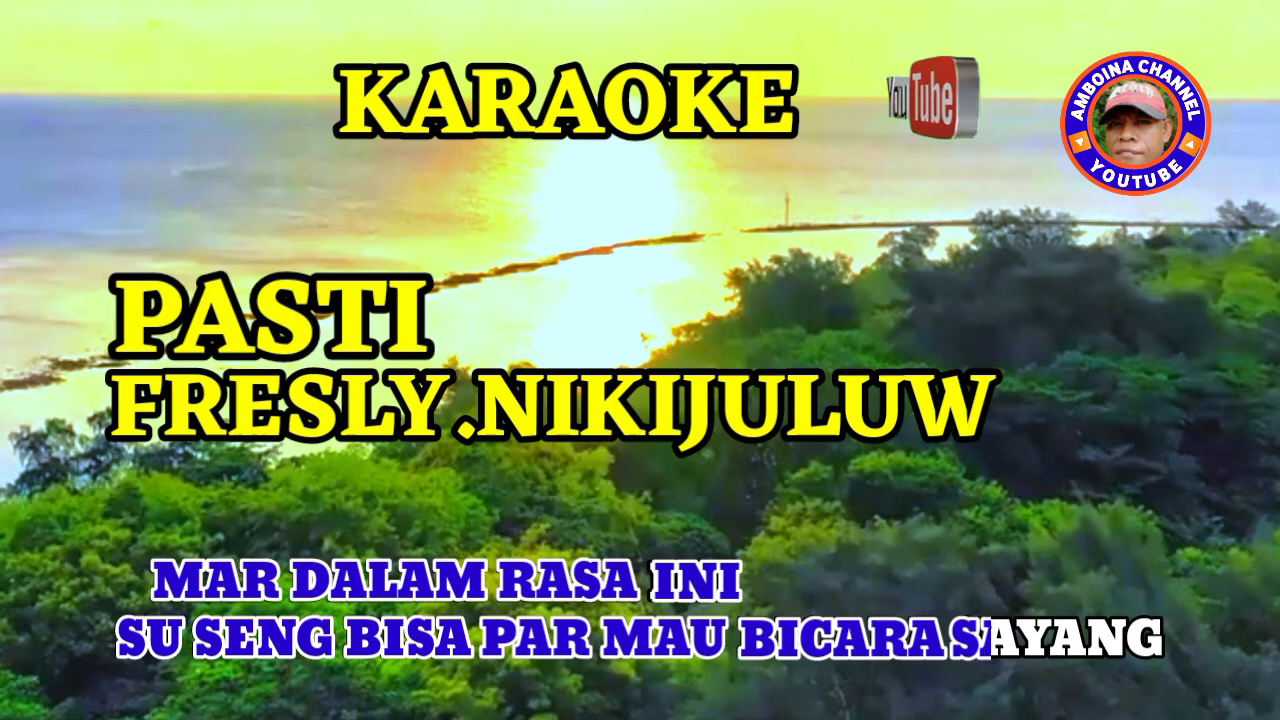 KARAOKE
YouTube
AMBOINA CHANNEL
YOUTUBE
PASTI
FRESLY .NIKIJULUW
MAR DALAM RASA INI
SU SENG BISA PAR MAU BICARA SAYANG